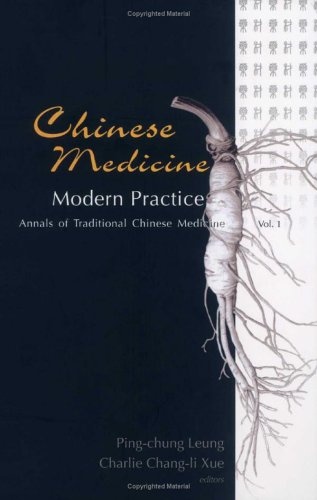 Chinese
Medicine
Modern Practice
Annals of Traditional Chinese Medicine Vol. 1
Ping-chung Leung
Charlie Chang-li Xue
editors
Copyrighted Material
Copyrighted Material